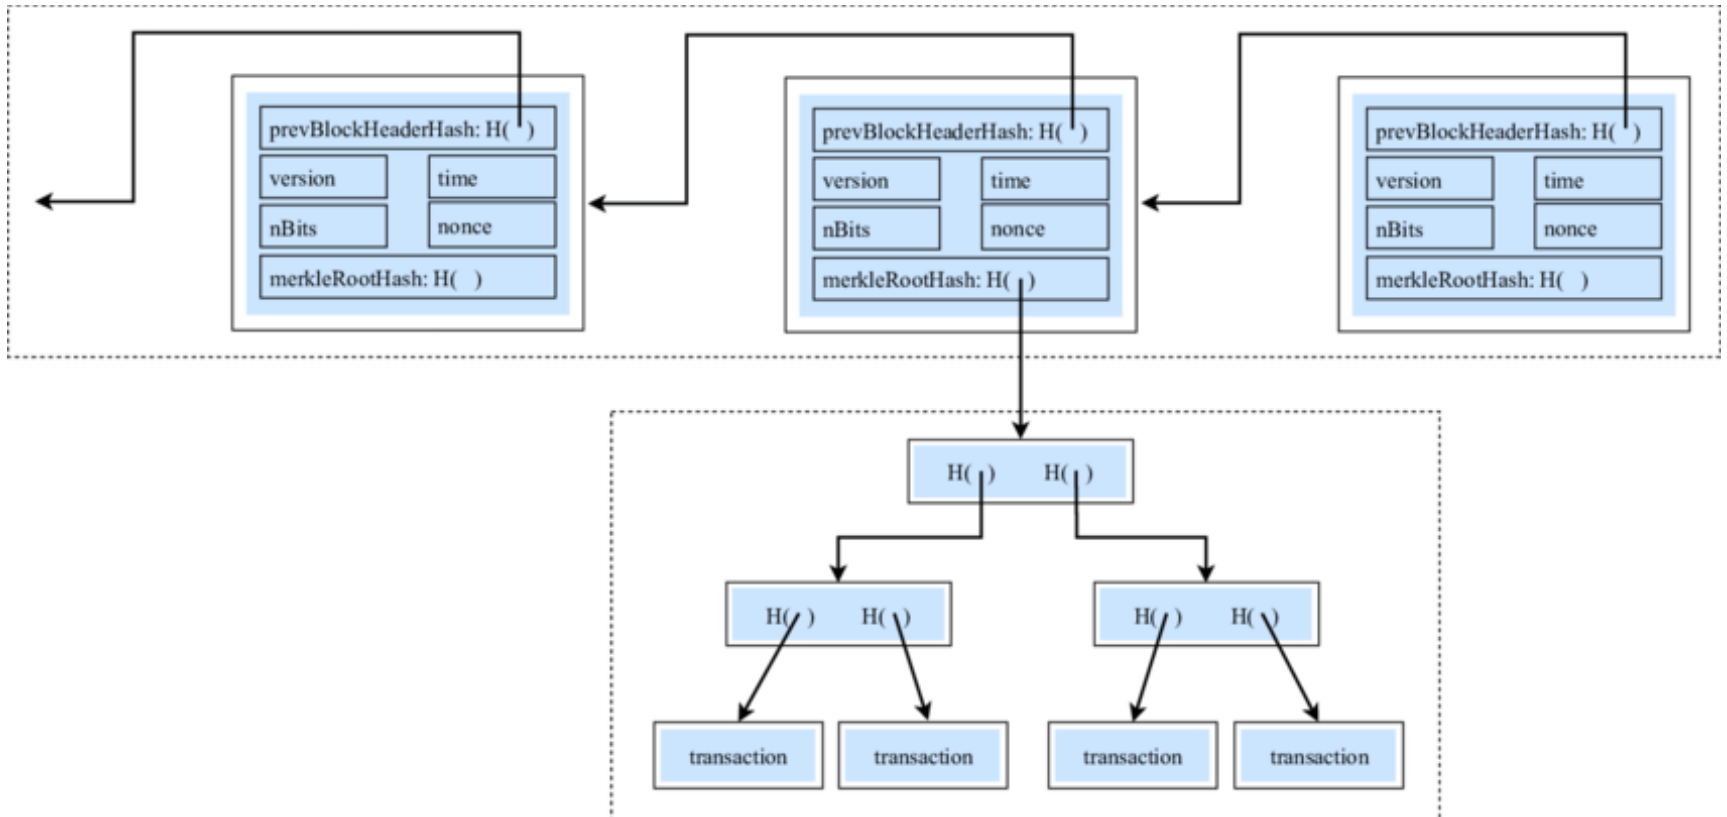 prevBlockHeaderHash: H( )
version
time
nBits
nonce
merkleRootHash: H( )
prevBlockHeaderHash: H( )
version
time
nBits
nonce
merkleRootHash: H( )
prevBlockHeaderHash: H( )
version
time
nBits
nonce
merkleRootHash: H( )
H( ) H( )
H( ) H( )
H( ) H( )
transaction
transaction
transaction
transaction